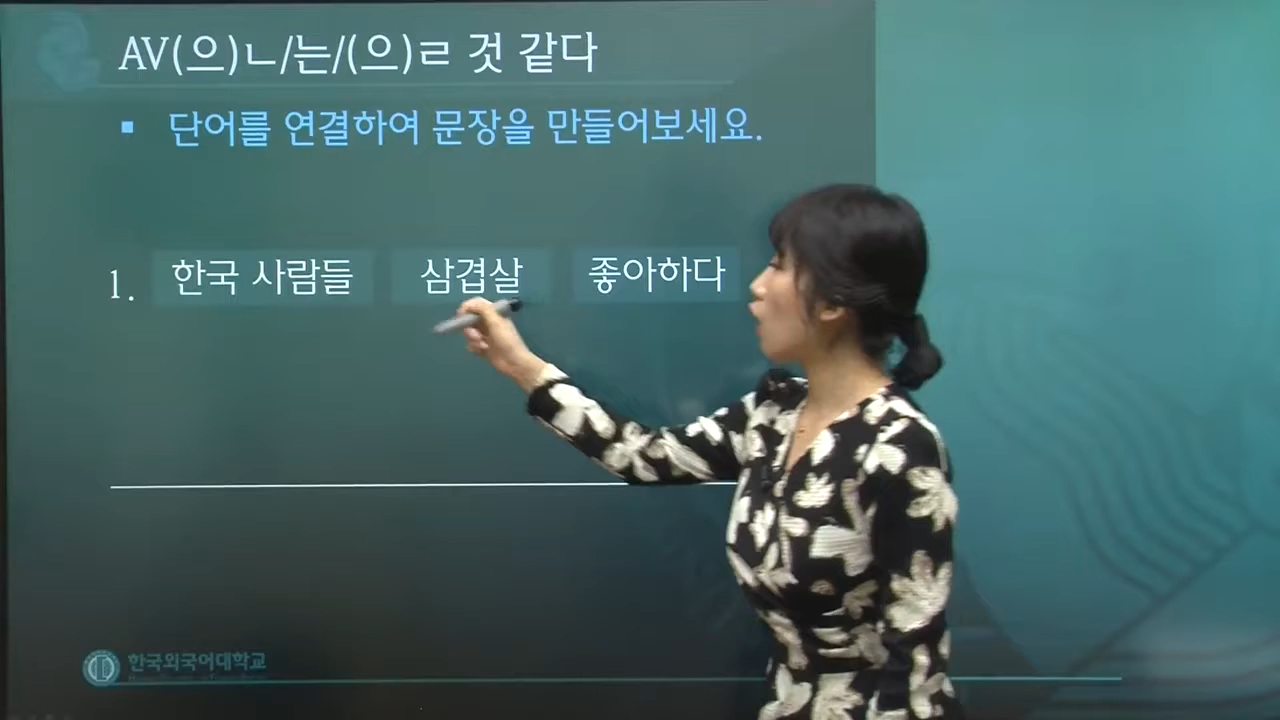 AV(으)ㄴ/는/(으)ㄹ 것 같다
▪ 단어를 연결하여 문장을 만들어보세요.
1. 한국 사람들 삼겹살 좋아하다
한국외국어대학교